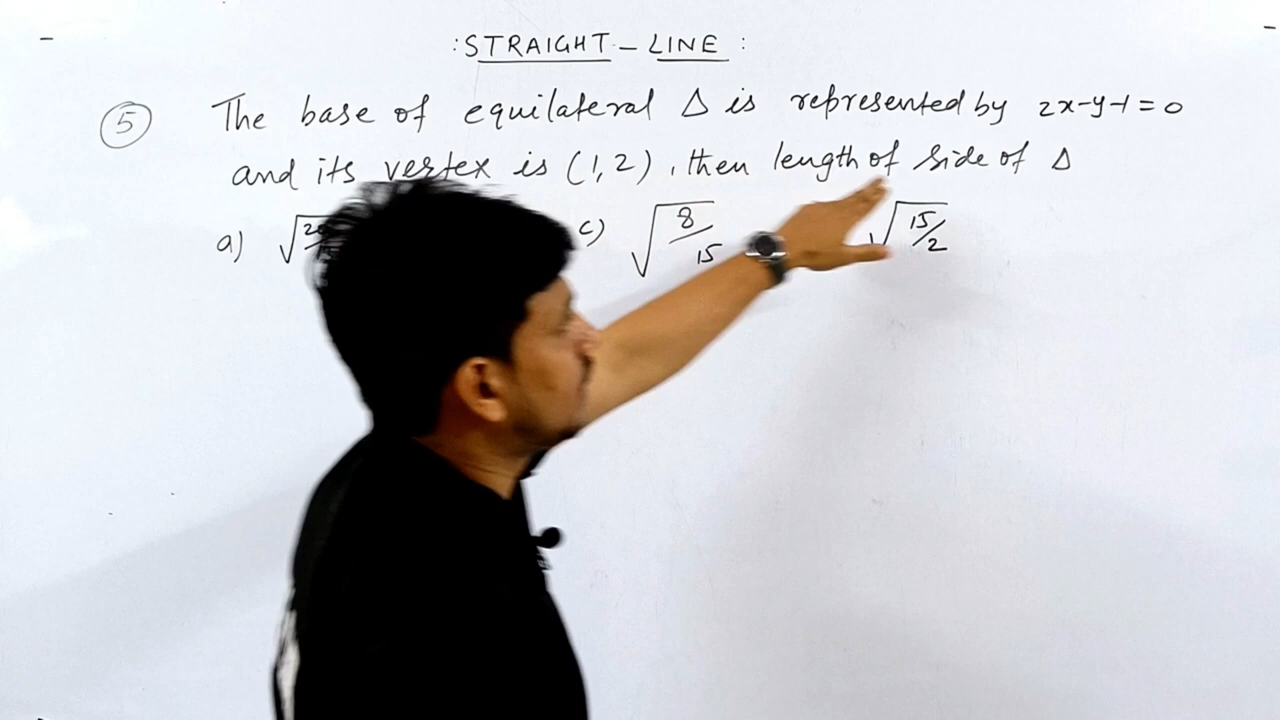 : STRAIGHT - LINE :
5 The base of equilateral Δ is represented by 2x-y-1=0
and its vertex is (1, 2), then length of side of Δ
a) √20/ c) √8/15 √15/2